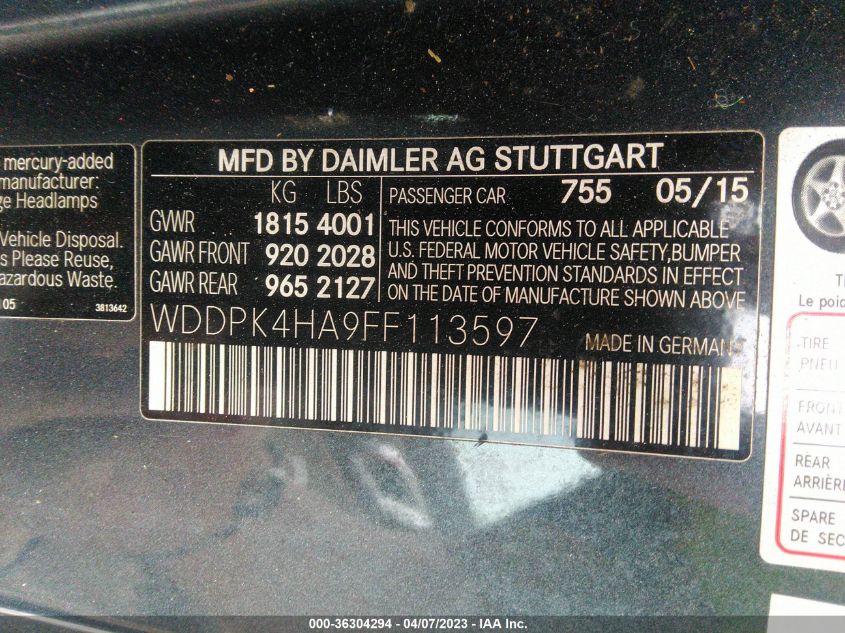 mercury-added
manufacturer:
ge Headlamps
Vehicle Disposal.
s Please Reuse,
azardous Waste.
05
3813642
MFD BY DAIMLER AG STUTTGART
KG LBS
GVWR 1815 4001
GAWR FRONT 920 2028
GAWR REAR 965 2127
PASSENGER CAR 755 05/15
THIS VEHICLE CONFORMS TO ALL APPLICABLE
U.S. FEDERAL MOTOR VEHICLE SAFETY,BUMPER
AND THEFT PREVENTION STANDARDS IN EFFECT
ON THE DATE OF MANUFACTURE SHOWN ABOVE
WDDPK4HA9FF113597
MADE IN GERMANY
Le poid
TIRE
PNEU
FRONT
AVANT
REAR
ARRIÈRE
SPARE
DE SEC
000-36304294 - 04/07/2023 - IAA Inc.